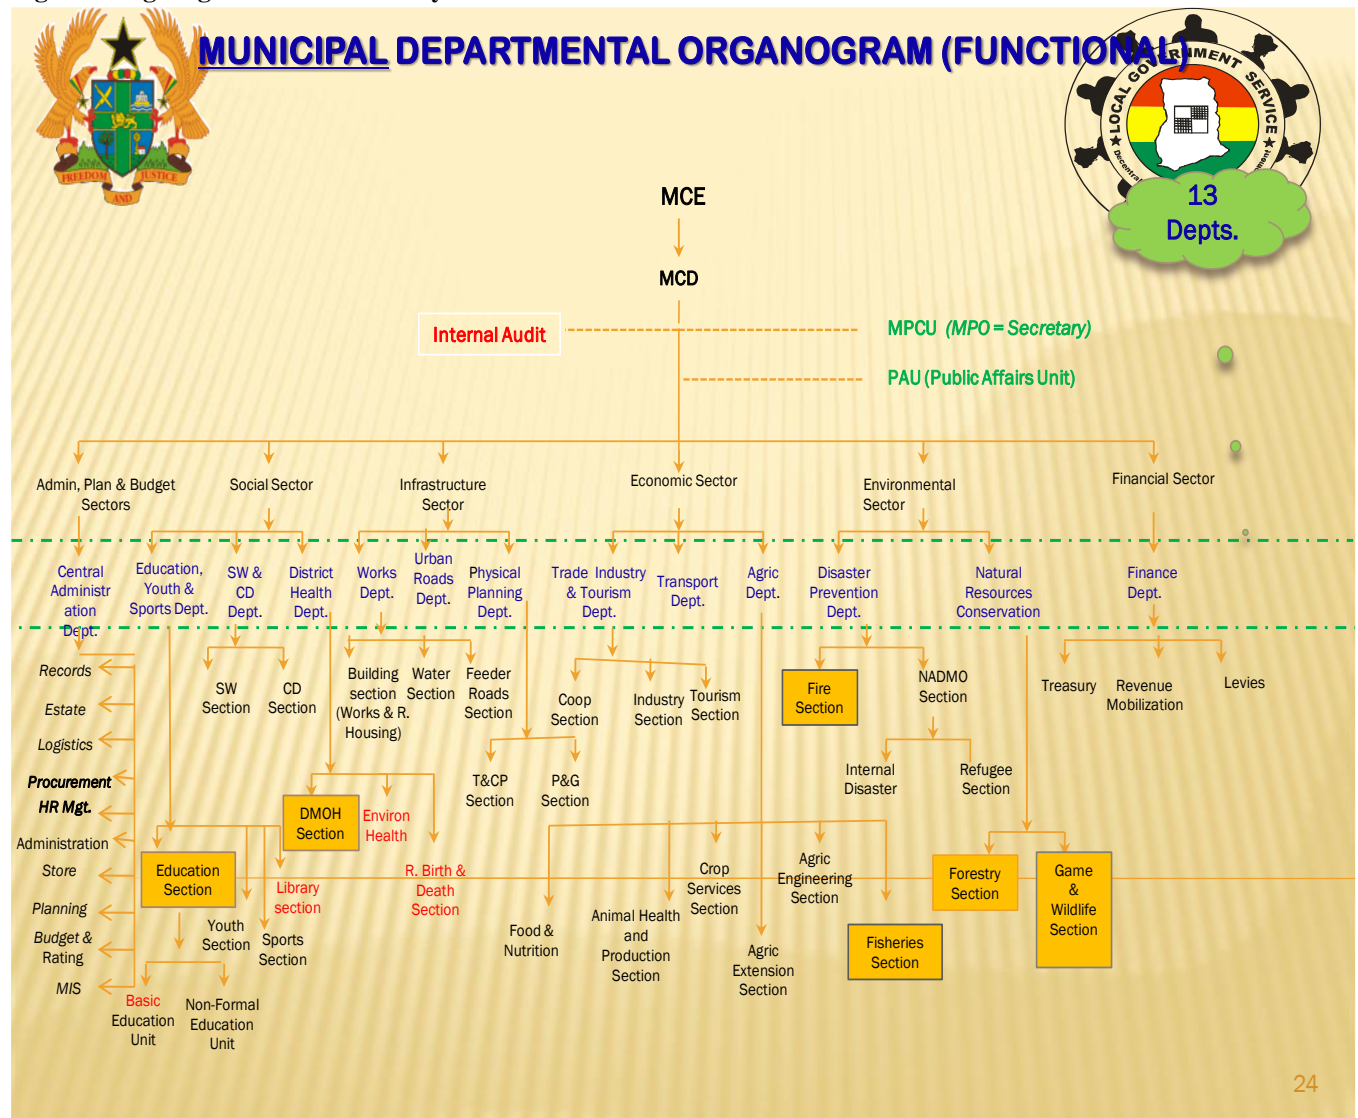 MUNICIPAL DEPARTMENTAL ORGANOGRAM (FUNCTIONAL)
FREEDOM
AND
JUSTICE
LOCAL GOVERNMENT SERVICE
13
Depts.
MCE
MCD
Internal Audit
MPCU (MPO = Secretary)
PAU (Public Affairs Unit)
Admin, Plan & Budget
Sectors
Social Sector
Infrastructure
Sector
Economic Sector
Environmental
Sector
Financial Sector
Central
Administr
ation
Dept.
Education,
Youth &
Sports Dept.
SW &
CD
Dept.
District
Health
Dept.
Works
Dept.
Urban
Roads
Dept.
Physical
Planning
Dept.
Trade Industry
& Tourism
Dept.
Transport
Dept.
Agric
Dept.
Disaster
Prevention
Dept.
Natural
Resources
Conservation
Finance
Dept.
Records
Estate
Logistics
Procurement
HR Mgt.
Administration
Store
Planning
Budget &
Rating
MIS
SW
Section
CD
Section
Building
section
(Works & R.
Housing)
Water
Section
Feeder
Roads
Section
Coop
Section
Industry
Section
Tourism
Section
Fire
Section
NADMO
Section
Treasury
Revenue
Mobilization
Levies
T&CP
Section
P&G
Section
Internal
Disaster
Refugee
Section
DMOH
Section
Environ
Health
R. Birth &
Death
Section
Education
Section
Library
section
Youth
Section
Sports
Section
Basic
Education
Unit
Non-Formal
Education
Unit
Food &
Nutrition
Animal Health
and
Production
Section
Crop
Services
Section
Agric
Extension
Section
Agric
Engineering
Section
Fisheries
Section
Forestry
Section
Game
&
Wildlife
Section
24